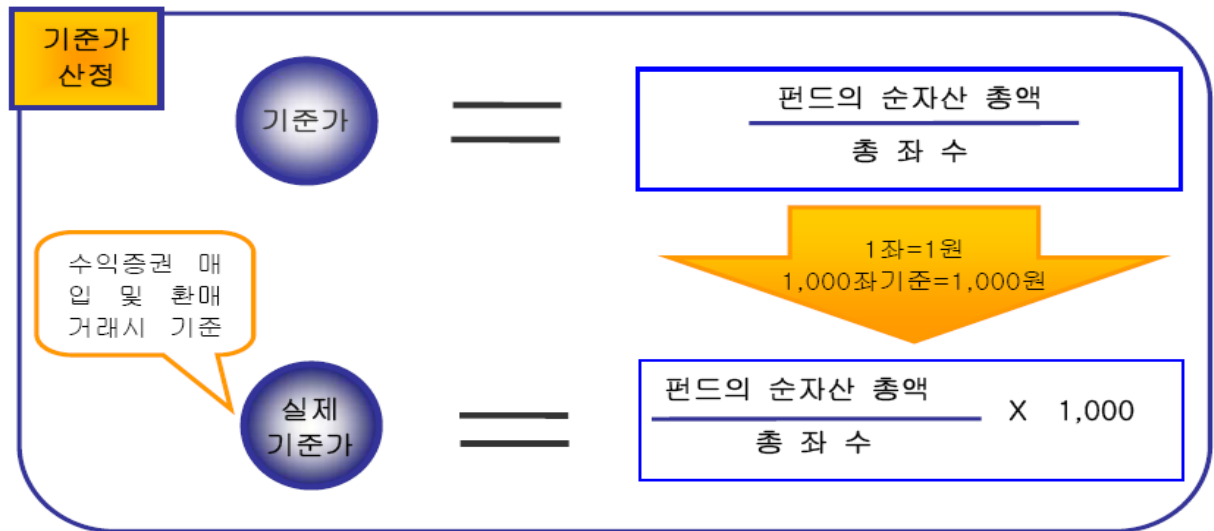 기준가
산정
기준가
펀드의 순자산 총액
총 좌 수
1좌=1원
1,000좌기준=1,000원
수익증권 매
입 및 환매
거래시 기준
실제
기준가
펀드의 순자산 총액
총 좌 수
X 1,000